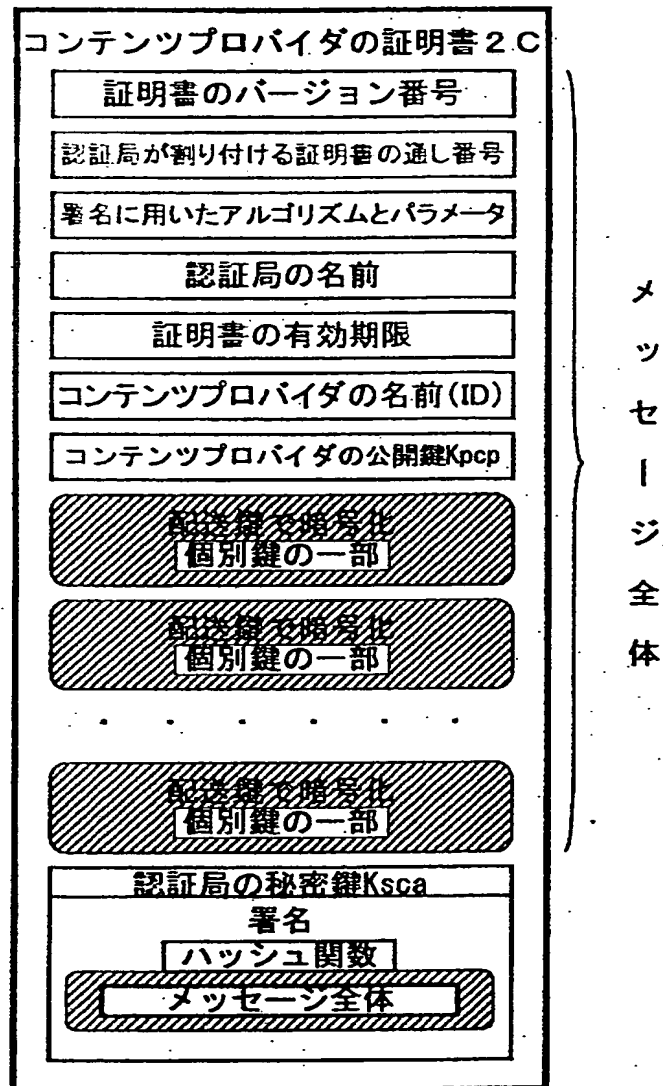 コンテンツプロバイダの証明書2C
証明書のバージョン番号
認証局が割り付ける証明書の通し番号
署名に用いたアルゴリズムとパラメータ
認証局の名前
証明書の有効期限
コンテンツプロバイダの名前(ID)
コンテンツプロバイダの公開鍵Kpcp
配送鍵で暗号化
個別鍵の一部
配送鍵で暗号化
個別鍵の一部
・・・・・・
配送鍵で暗号化
個別鍵の一部
認証局の秘密鍵Ksca
署名
ハッシュ関数
メッセージ全体
メッセージ全体